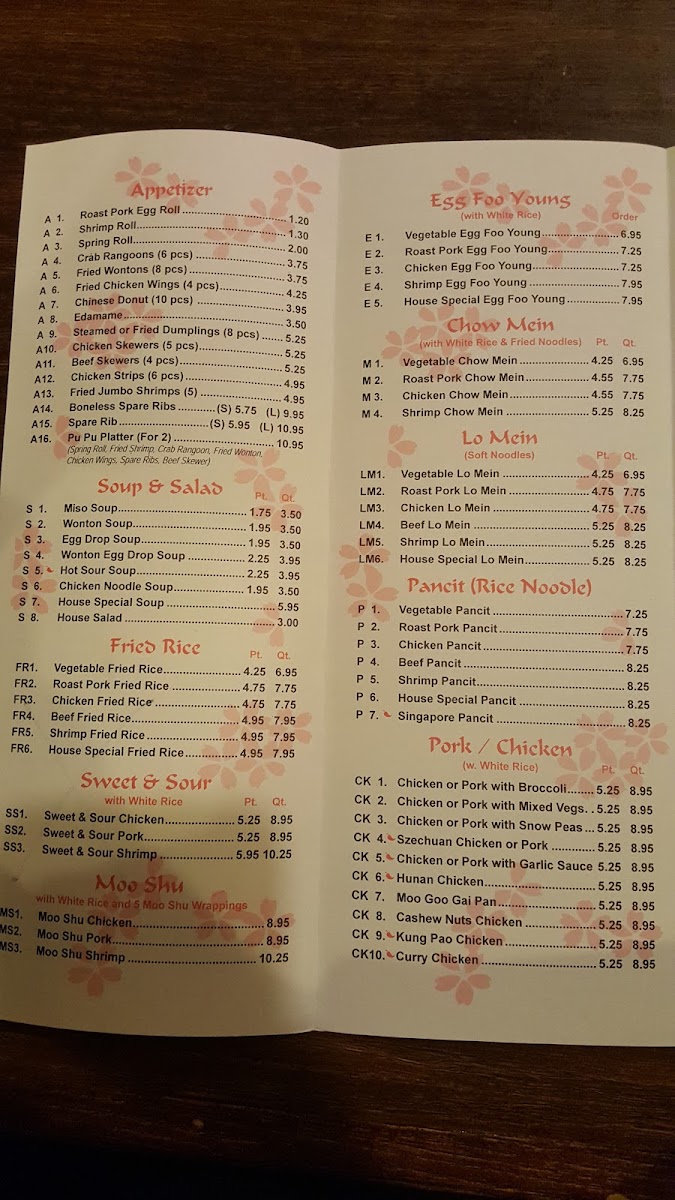 Appetizer
A 1. Roast Pork Egg Roll 1.20
A 2. Shrimp Roll 1.30
A 3. Spring Roll 2.00
A 4. Crab Rangoons (6 pcs) 3.75
A 5. Fried Wontons (8 pcs) 3.75
A 6. Fried Chicken Wings (4 pcs) 4.25
A 7. Chinese Donut (10 pcs) 3.95
A 8. Edamame 3.50
A 9. Steamed or Fried Dumplings (8 pcs) 5.25
A10. Chicken Skewers (5 pcs) 5.25
A11. Beef Skewers (4 pcs) 5.25
A12. Chicken Strips (6 pcs) 4.95
A13. Fried Jumbo Shrimps (5) 4.95
A14. Boneless Spare Ribs (S) 5.75 (L) 9.95
A15. Spare Rib (S) 5.95 (L) 10.95
A16. Pu Pu Platter (For 2) 10.95
(Spring Roll, Fried Shrimp, Crab Rangoon, Fried Wonton,
Chicken Wings, Spare Ribs, Beef Skewer)
Soup & Salad
Pt. Qt.
S 1. Miso Soup 1.75 3.50
S 2. Wonton Soup 1.95 3.50
S 3. Egg Drop Soup 1.95 3.50
S 4. Wonton Egg Drop Soup 2.25 3.95
S 5. Hot Sour Soup 2.25 3.95
S 6. Chicken Noodle Soup 1.95 3.50
S 7. House Special Soup 5.95
S 8. House Salad 3.00
Fried Rice
Pt. Qt.
FR1. Vegetable Fried Rice 4.25 6.95
FR2. Roast Pork Fried Rice 4.75 7.75
FR3. Chicken Fried Rice 4.75 7.75
FR4. Beef Fried Rice 4.95 7.95
FR5. Shrimp Fried Rice 4.95 7.95
FR6. House Special Fried Rice 4.95 7.95
Sweet & Sour
with White Rice Pt. Qt.
SS1. Sweet & Sour Chicken 5.25 8.95
SS2. Sweet & Sour Pork 5.25 8.95
SS3. Sweet & Sour Shrimp 5.95 10.25
Moo Shu
with White Rice and 5 Moo Shu Wrappings
MS1. Moo Shu Chicken 8.95
MS2. Moo Shu Pork 8.95
MS3. Moo Shu Shrimp 10.25
Egg Foo Young
(with White Rice) Order
E 1. Vegetable Egg Foo Young 6.95
E 2. Roast Pork Egg Foo Young 7.25
E 3. Chicken Egg Foo Young 7.25
E 4. Shrimp Egg Foo Young 7.95
E 5. House Special Egg Foo Young 7.95
Chow Mein
(with White Rice & Fried Noodles) Pt. Qt.
M 1. Vegetable Chow Mein 4.25 6.95
M 2. Roast Pork Chow Mein 4.55 7.75
M 3. Chicken Chow Mein 4.55 7.75
M 4. Shrimp Chow Mein 5.25 8.25
Lo Mein
(Soft Noodles) Pt. Qt.
LM1. Vegetable Lo Mein 4.25 6.95
LM2. Roast Pork Lo Mein 4.75 7.75
LM3. Chicken Lo Mein 4.75 7.75
LM4. Beef Lo Mein 5.25 8.25
LM5. Shrimp Lo Mein 5.25 8.25
LM6. House Special Lo Mein 5.25 8.25
Pancit (Rice Noodle)
P 1. Vegetable Pancit 7.25
P 2. Roast Pork Pancit 7.75
P 3. Chicken Pancit 7.75
P 4. Beef Pancit 8.25
P 5. Shrimp Pancit 8.25
P 6. House Special Pancit 8.25
P 7. Singapore Pancit 8.25
Pork / Chicken
(w. White Rice) Pt. Qt.
CK 1. Chicken or Pork with Broccoli 5.25 8.95
CK 2. Chicken or Pork with Mixed Vegs. 5.25 8.95
CK 3. Chicken or Pork with Snow Peas 5.25 8.95
CK 4. Szechuan Chicken or Pork 5.25 8.95
CK 5. Chicken or Pork with Garlic Sauce 5.25 8.95
CK 6. Hunan Chicken 5.25 8.95
CK 7. Moo Goo Gai Pan 5.25 8.95
CK 8. Cashew Nuts Chicken 5.25 8.95
CK 9. Kung Pao Chicken 5.25 8.95
CK10. Curry Chicken 5.25 8.95